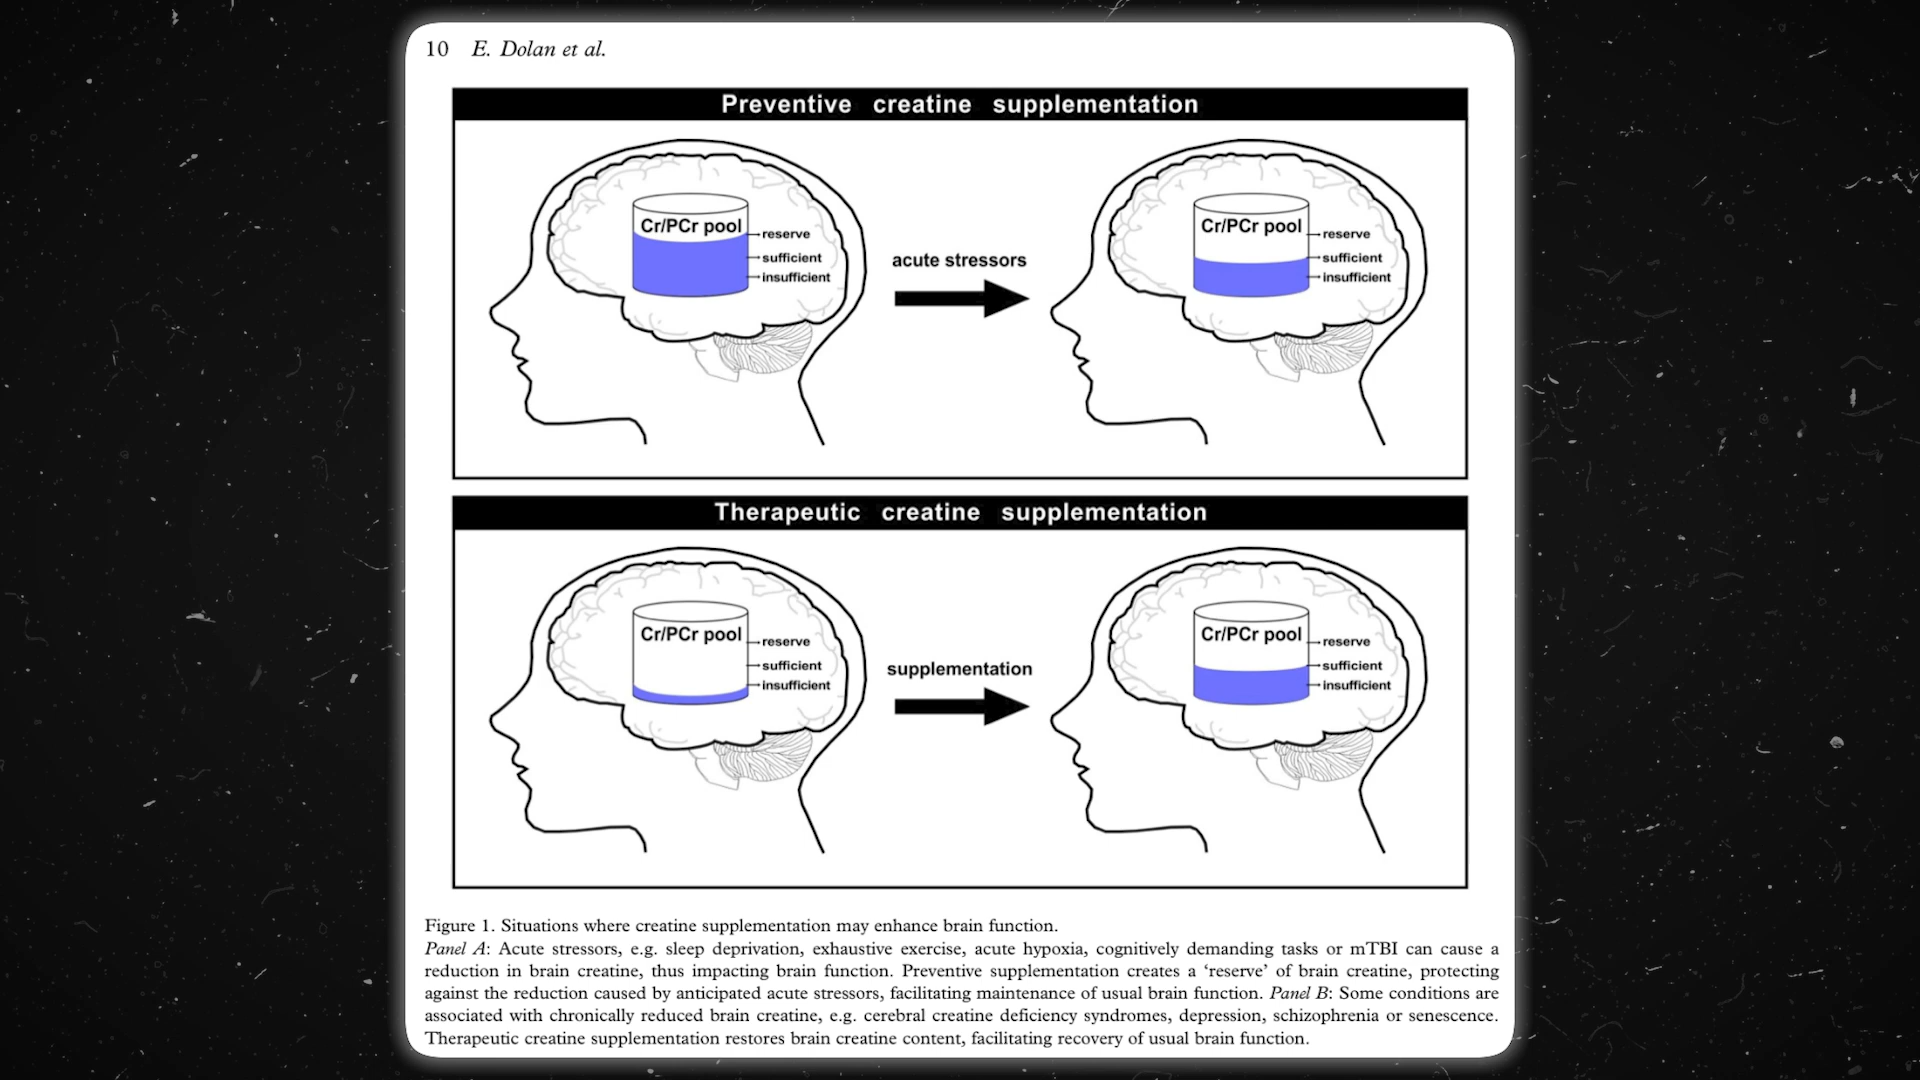 10 E. Dolan et al.
Preventive creatine supplementation
Cr/PCr pool
reserve
sufficient
insufficient
acute stressors
Cr/PCr pool
reserve
sufficient
insufficient
Therapeutic creatine supplementation
Cr/PCr pool
reserve
sufficient
insufficient
supplementation
Cr/PCr pool
reserve
sufficient
insufficient
Figure 1. Situations where creatine supplementation may enhance brain function.
Panel A: Acute stressors, e.g. sleep deprivation, exhaustive exercise, acute hypoxia, cognitively demanding tasks or mTBI can cause a
reduction in brain creatine, thus impacting brain function. Preventive supplementation creates a ‘reserve’ of brain creatine, protecting
against the reduction caused by anticipated acute stressors, facilitating maintenance of usual brain function. Panel B: Some conditions are
associated with chronically reduced brain creatine, e.g. cerebral creatine deficiency syndromes, depression, schizophrenia or senescence.
Therapeutic creatine supplementation restores brain creatine content, facilitating recovery of usual brain function.